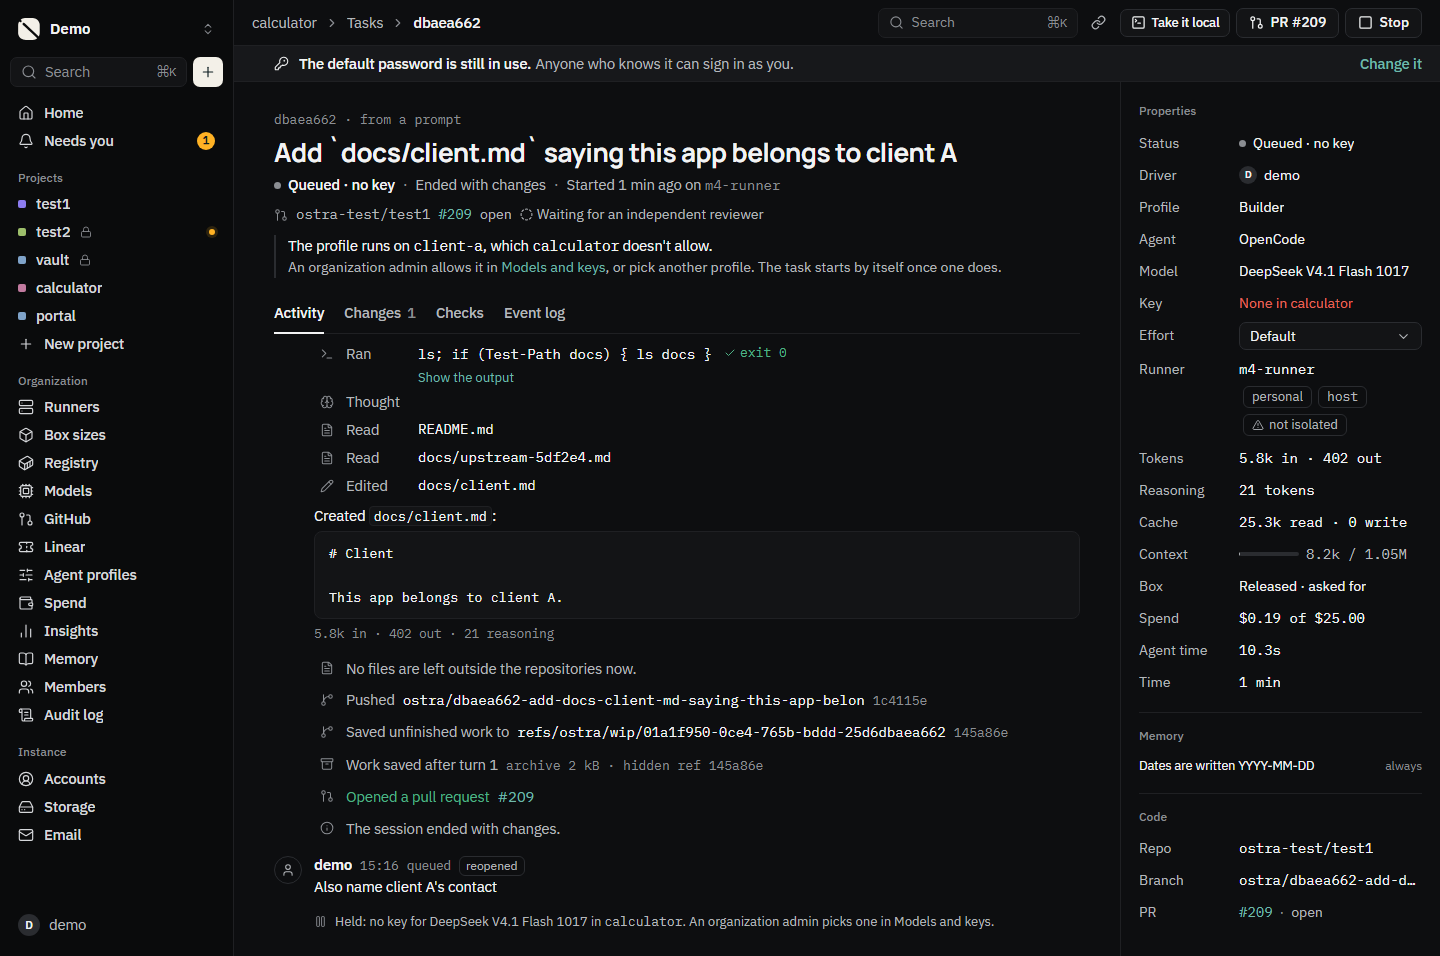 Demo
Search ⌘K
Home
Needs you 1
Projects
test1
test2
vault
calculator
portal
New project
Organization
Runners
Box sizes
Registry
Models
GitHub
Linear
Agent profiles
Spend
Insights
Memory
Members
Audit log
Instance
Accounts
Storage
Email
D demo
calculator > Tasks > dbaea662
Search ⌘K
Take it local
PR #209
Stop
The default password is still in use. Anyone who knows it can sign in as you.
Change it
dbaea662 · from a prompt
Add `docs/client.md` saying this app belongs to client A
Queued · no key · Ended with changes · Started 1 min ago on m4-runner
ostra-test/test1 #209 open Waiting for an independent reviewer
The profile runs on client-a, which calculator doesn't allow.
An organization admin allows it in Models and keys, or pick another profile. The task starts by itself once one does.
Activity Changes 1 Checks Event log
Ran ls; if (Test-Path docs) { ls docs } exit 0
Show the output
Thought
Read README.md
Read docs/upstream-5df2e4.md
Edited docs/client.md
Created docs/client.md:
# Client
This app belongs to client A.
5.8k in · 402 out · 21 reasoning
No files are left outside the repositories now.
Pushed ostra/dbaea662-add-docs-client-md-saying-this-app-belon 1c4115e
Saved unfinished work to refs/ostra/wip/01a1f950-0ce4-765b-bddd-25d6dbaea662 145a86e
Work saved after turn 1 archive 2 kB · hidden ref 145a86e
Opened a pull request #209
The session ended with changes.
demo 15:16 queued reopened
Also name client A's contact
Held: no key for DeepSeek V4.1 Flash 1017 in calculator. An organization admin picks one in Models and keys.
Properties
Status Queued · no key
Driver D demo
Profile Builder
Agent OpenCode
Model DeepSeek V4.1 Flash 1017
Key None in calculator
Effort Default
Runner m4-runner
personal host
not isolated
Tokens 5.8k in · 402 out
Reasoning 21 tokens
Cache 25.3k read · 0 write
Context 8.2k / 1.05M
Box Released · asked for
Spend $0.19 of $25.00
Agent time 10.3s
Time 1 min
Memory
Dates are written YYYY-MM-DD always
Code
Repo ostra-test/test1
Branch ostra/dbaea662-add-d…
PR #209 · open